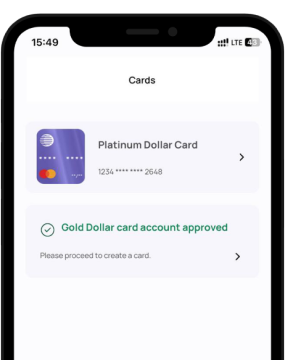 15:49
LTE 43
Cards
Platinum Dollar Card
1234 **** **** 2648
Gold Dollar card account approved
Please proceed to create a card.